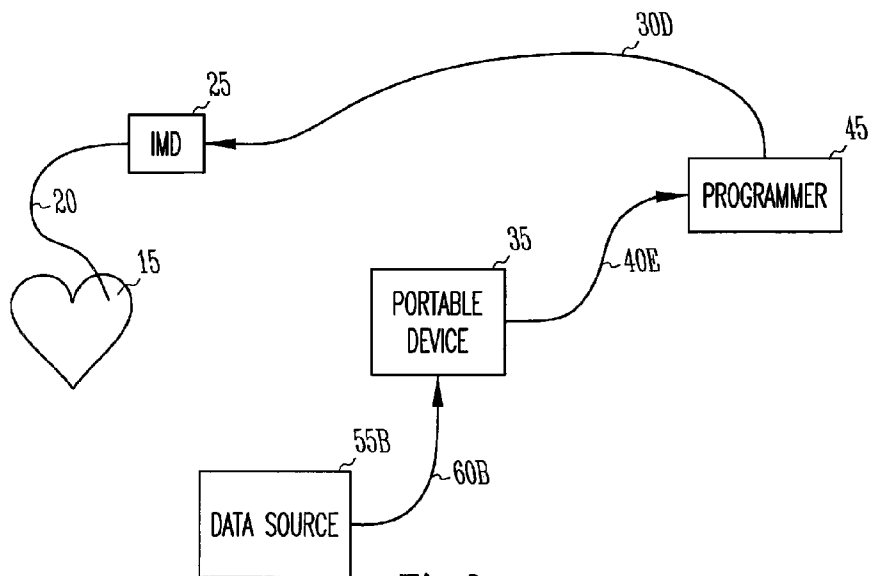 30D
25
IMD
45
PROGRAMMER
20
15
35
PORTABLE
DEVICE
40E
55B
DATA SOURCE
60B